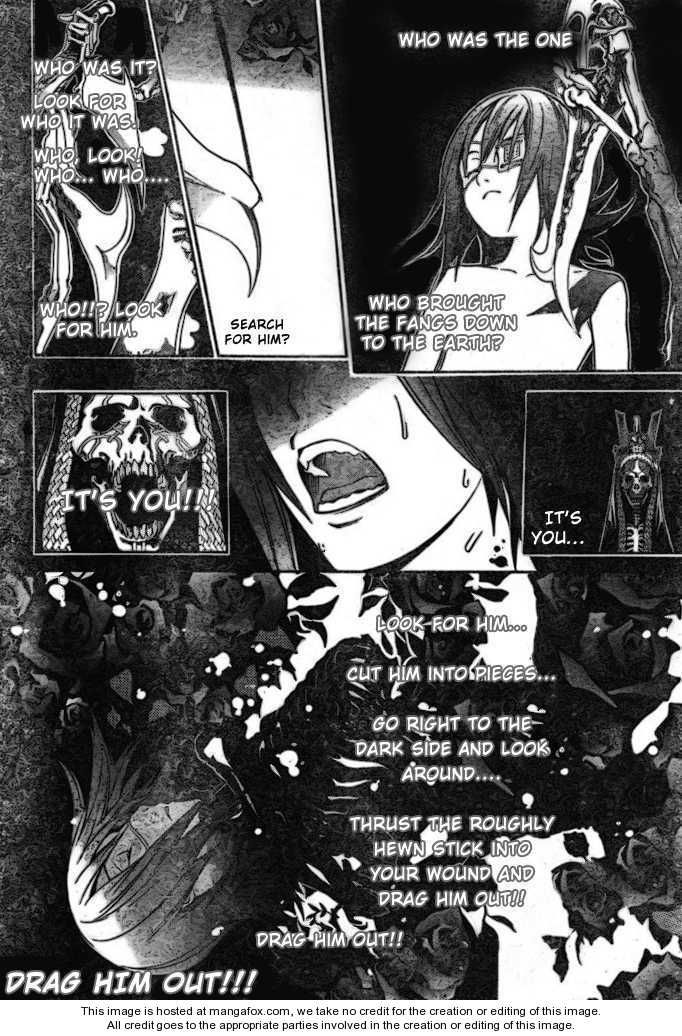 WHO WAS THE ONE
WHO BROUGHT
THE FANGS DOWN
TO THE EARTH?
SEARCH
FOR HIM?
WHO WAS IT?
LOOK FOR
WHO IT WAS.
WHO, LOOK!
WHO... WHO....
WHO!!? LOOK
FOR HIM.
IT'S
YOU...
IT'S YOU!!!
LOOK FOR HIM...
CUT HIM INTO PIECES...
GO RIGHT TO THE
DARK SIDE AND LOOK
AROUND....
THRUST THE ROUGHLY
HEWN STICK INTO
YOUR WOUND AND
DRAG HIM OUT!!
DRAG HIM OUT!!
DRAG HIM OUT!!!
This image is hosted at mangafox.com, we take no credit for the creation or editing of this image.
All credit goes to the appropriate parties involved in the creation or editing of this image.